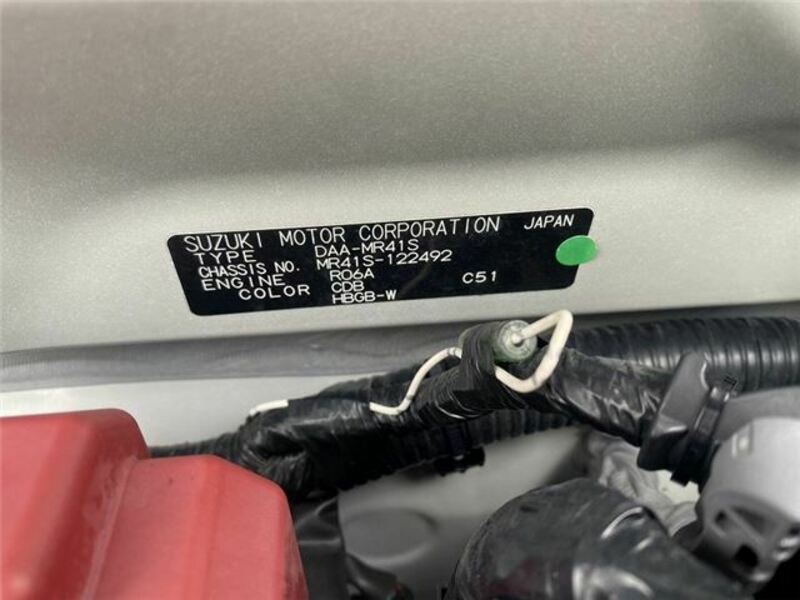 SUZUKI MOTOR CORPORATION JAPAN
TYPE DAA-MR41S
CHASSIS NO. MR41S-122492
ENGINE R06A
COLOR CDB C51
HBGB-W